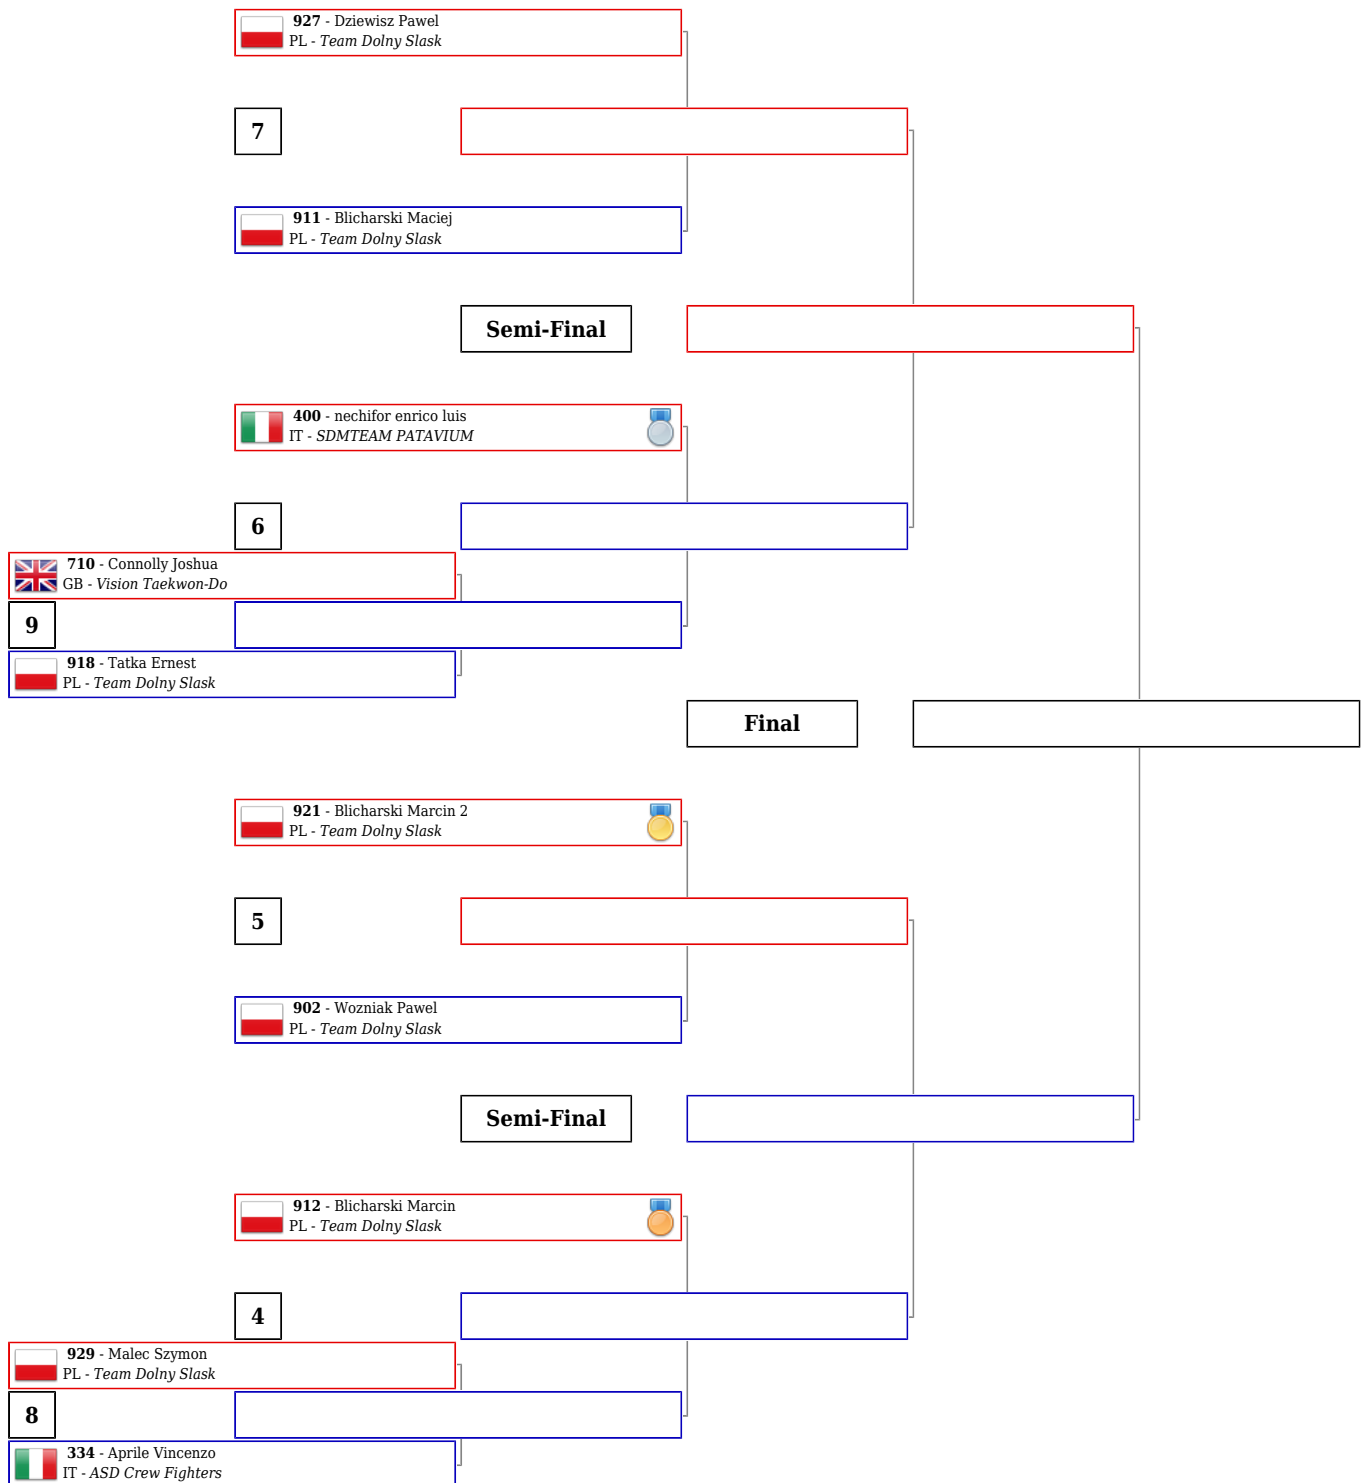 927 - Dziewisz Pawel
PL - Team Dolny Slask
7
911 - Blicharski Maciej
PL - Team Dolny Slask
Semi-Final
400 - nechifor enrico luis
IT - SDMTEAM PATAVIUM
6
710 - Connolly Joshua
GB - Vision Taekwon-Do
9
918 - Tatka Ernest
PL - Team Dolny Slask
Final
921 - Blicharski Marcin 2
PL - Team Dolny Slask
5
902 - Wozniak Pawel
PL - Team Dolny Slask
Semi-Final
912 - Blicharski Marcin
PL - Team Dolny Slask
4
929 - Malec Szymon
PL - Team Dolny Slask
8
334 - Aprile Vincenzo
IT - ASD Crew Fighters